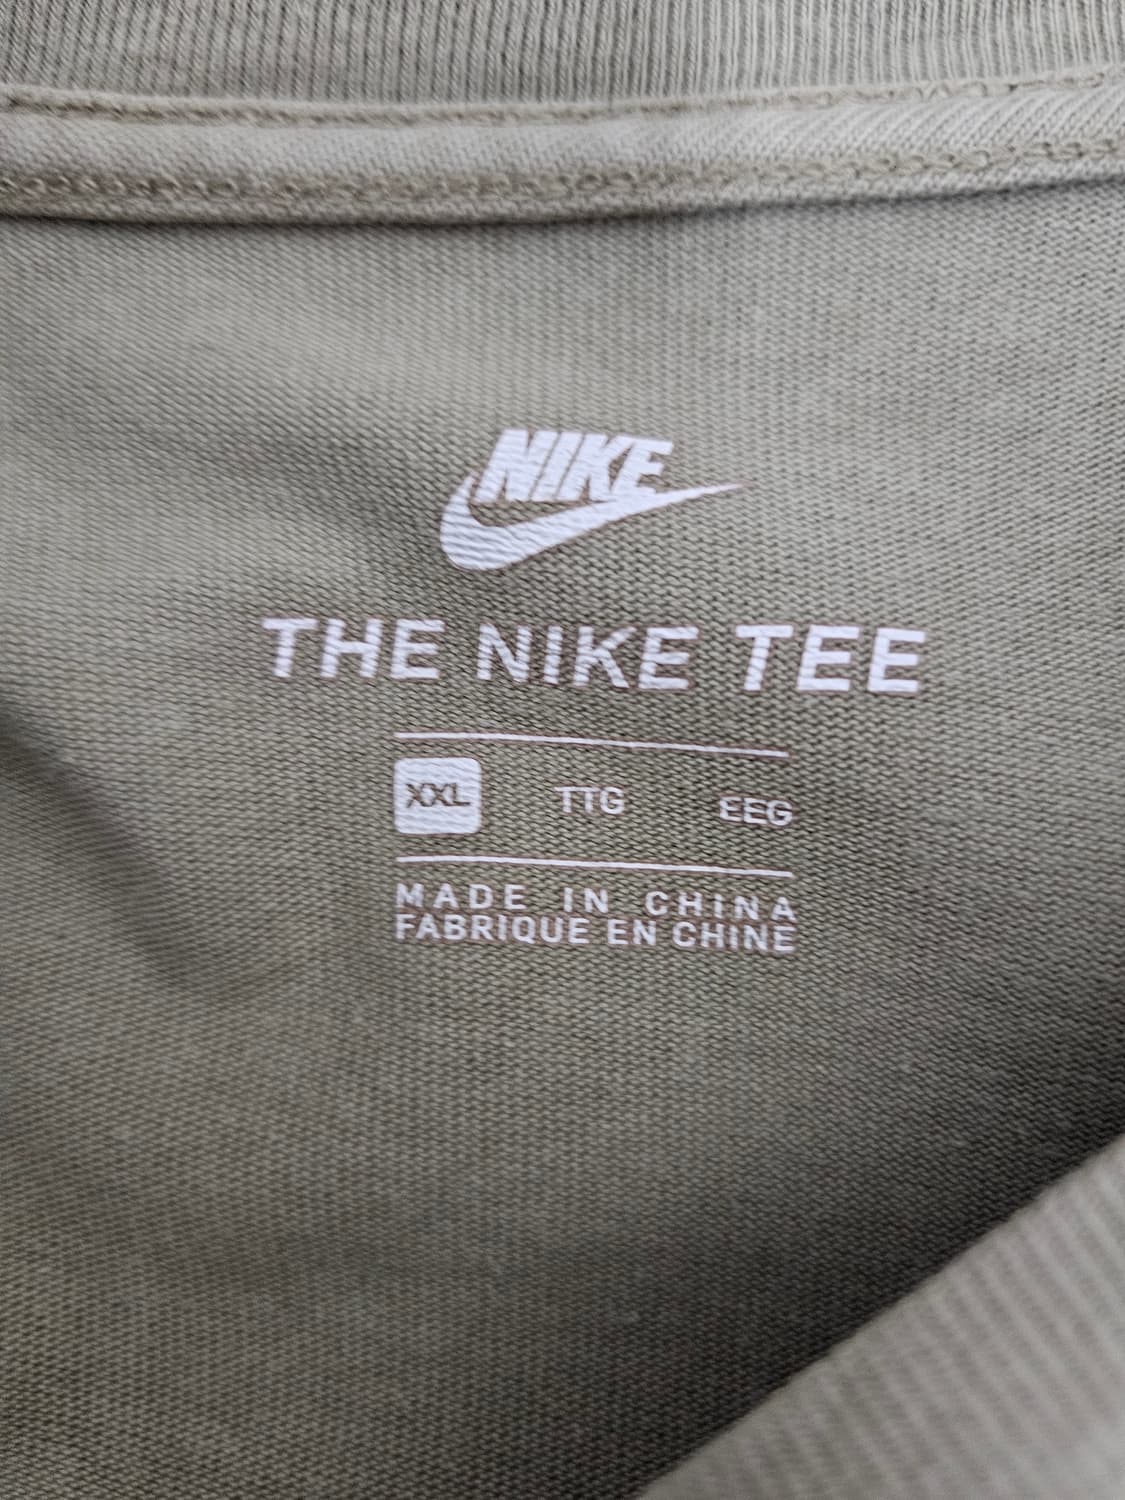 NIKE
THE NIKE TEE
XXL TTG EEG
MADE IN CHINA
FABRIQUE EN CHINE